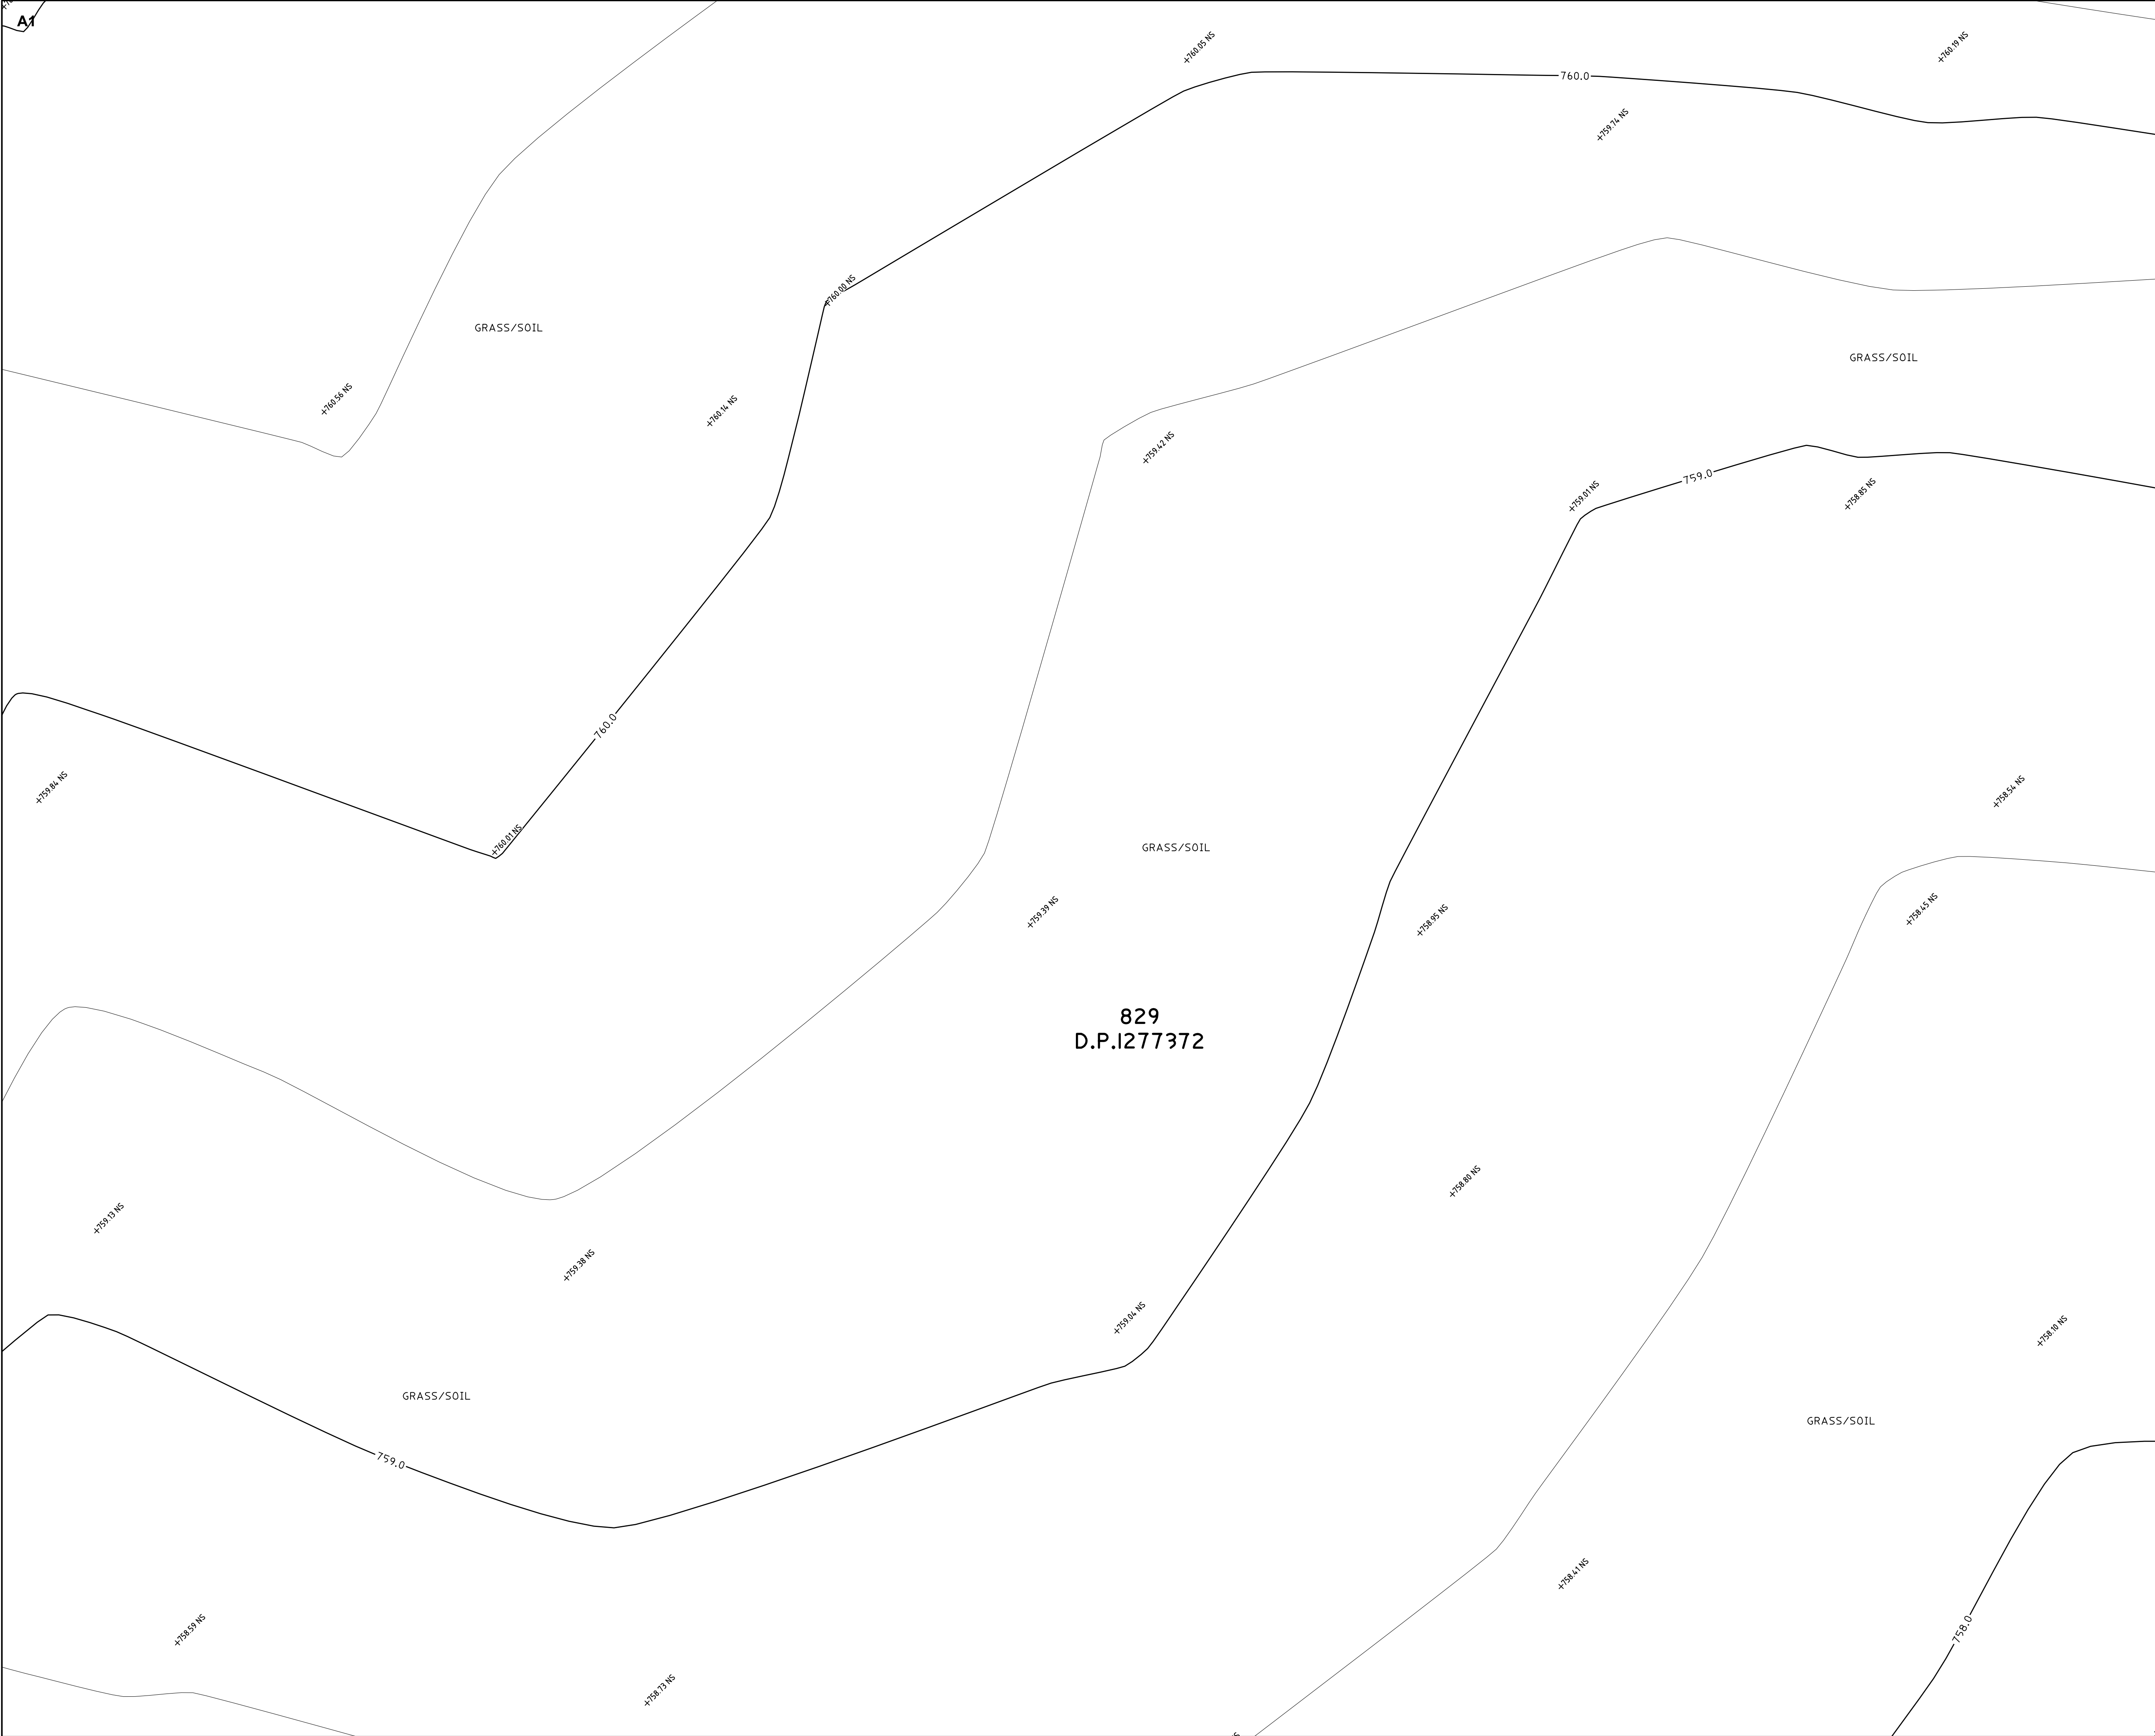 A1
+760.05 NS
+760.19 NS
760.0
+759.74 NS
+760.00 NS
GRASS/SOIL
GRASS/SOIL
+760.56 NS
+760.14 NS
+759.42 NS
759.0
+759.01 NS
+758.85 NS
760.0
+759.84 NS
+758.54 NS
+760.01 NS
GRASS/SOIL
+759.39 NS
+758.95 NS
+758.45 NS
829
D.P.1277372
+758.80 NS
+759.13 NS
+759.38 NS
+759.04 NS
+758.10 NS
GRASS/SOIL
GRASS/SOIL
759.0
+758.41 NS
+758.59 NS
758.0
+758.73 NS